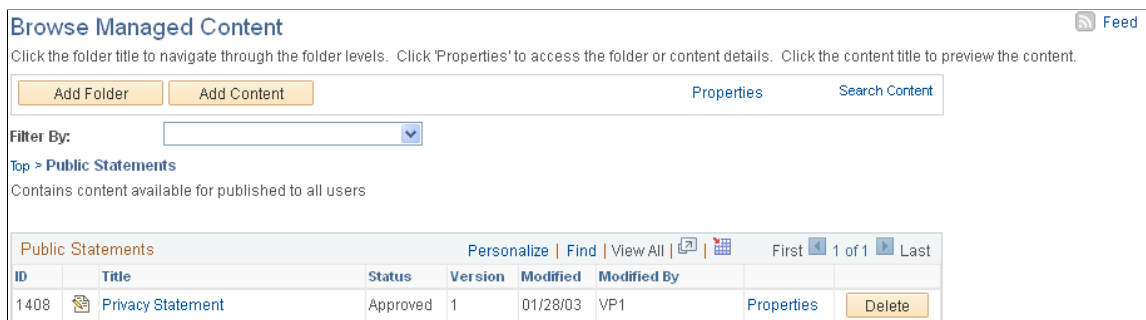 Browse Managed Content
Feed
Click the folder title to navigate through the folder levels.  Click 'Properties' to access the folder or content details.  Click the content title to preview the content.
Add Folder Add Content Properties Search Content
Filter By:
Top > Public Statements
Contains content available for published to all users
Public Statements Personalize | Find | View All | | First 1 of 1 Last
ID Title Status Version Modified Modified By
1408 Privacy Statement Approved 1 01/28/03 VP1 Properties Delete